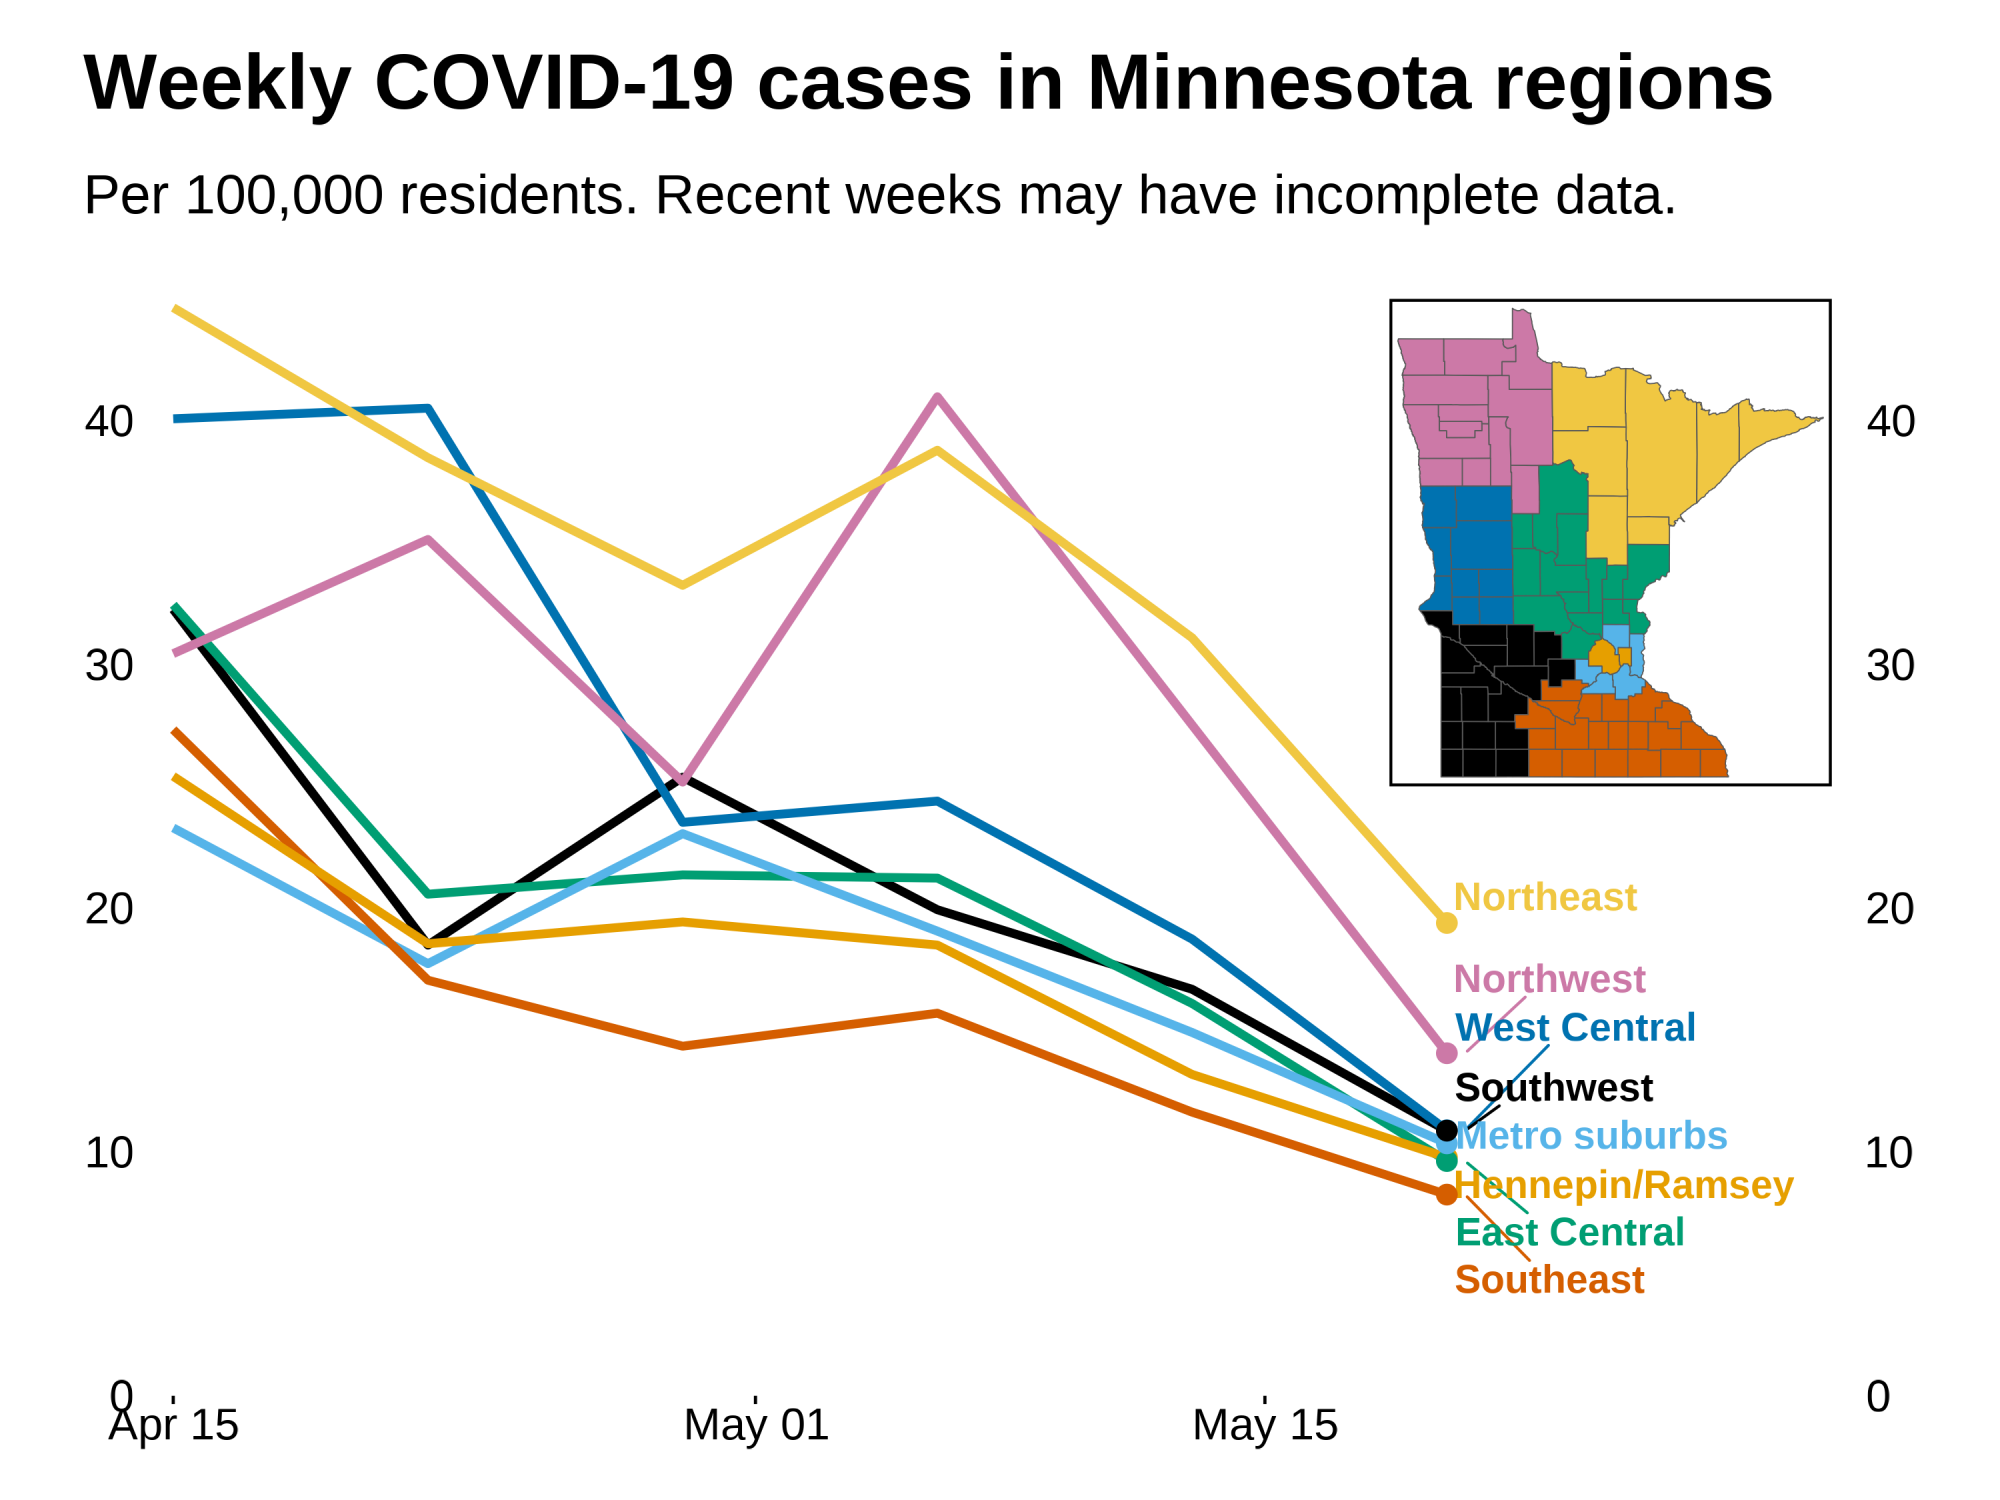 Weekly COVID-19 cases in Minnesota regions
Per 100,000 residents. Recent weeks may have incomplete data.
40
40
30
30
Northeast
20
20
Northwest
West Central
Southwest
Metro suburbs
10
10
Hennepin/Ramsey
East Central
Southeast
0
0
Apr 15
May 01
May 15